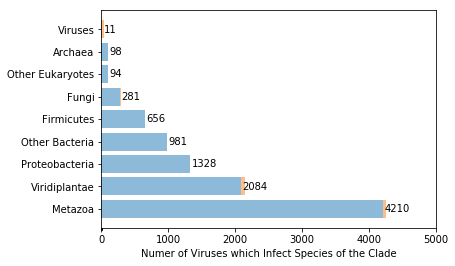 Viruses 11
Archaea 98
Other Eukaryotes 94
Fungi 281
Firmicutes 656
Other Bacteria 981
Proteobacteria 1328
Viridiplantae 2084
Metazoa 4210
0 1000 2000 3000 4000 5000
Numer of Viruses which Infect Species of the Clade